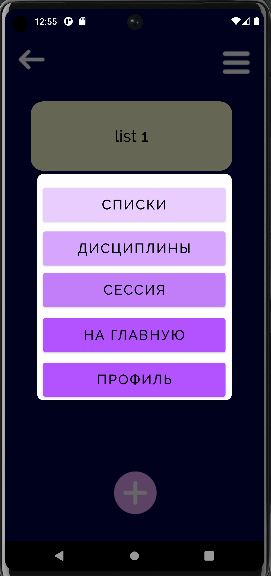 12:55
list 1
СПИСКИ
ДИСЦИПЛИНЫ
СЕССИЯ
НА ГЛАВНУЮ
ПРОФИЛЬ